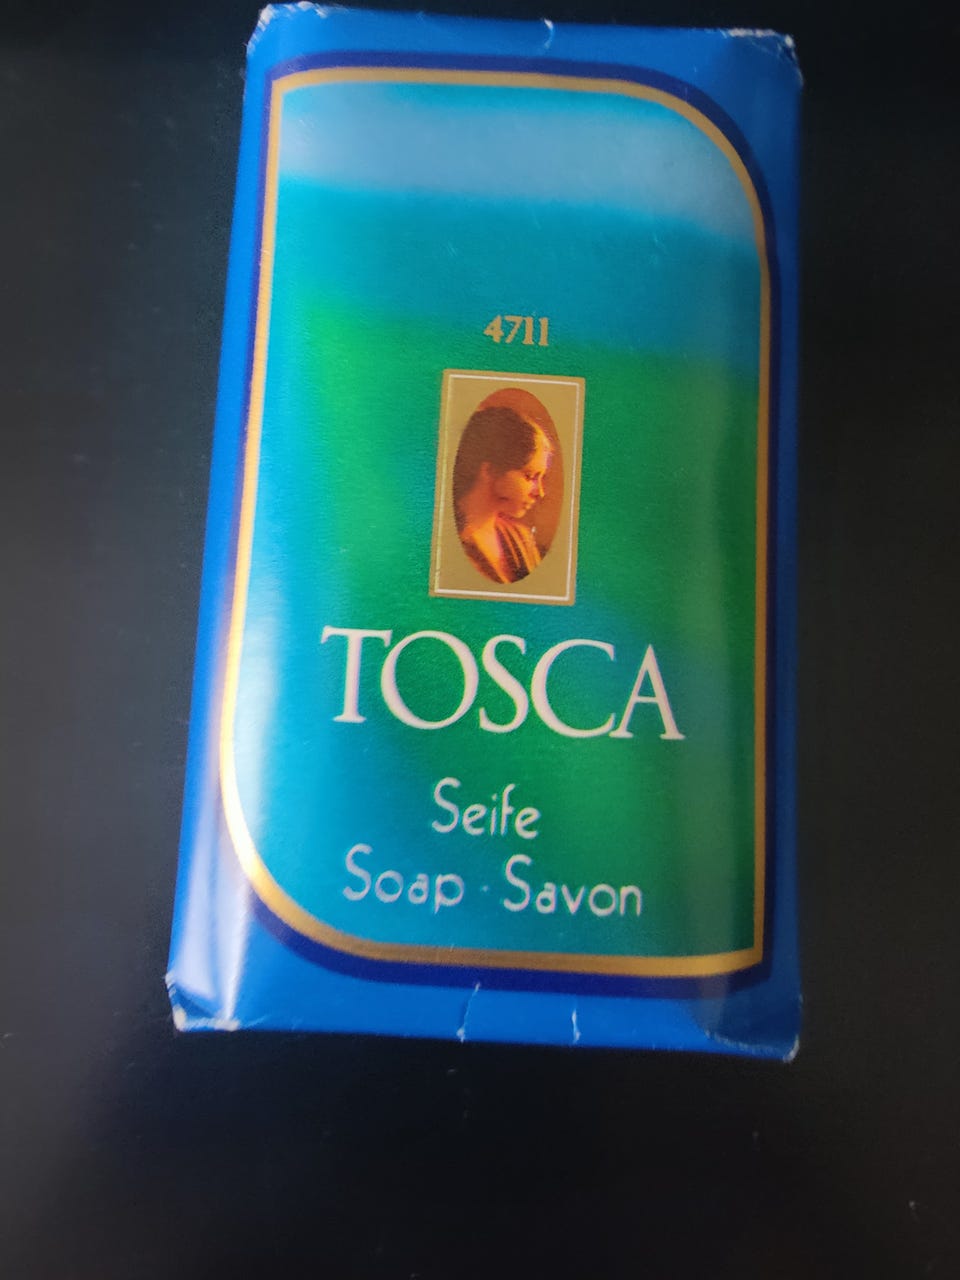 4711
TOSCA
Seife
Soap · Savon